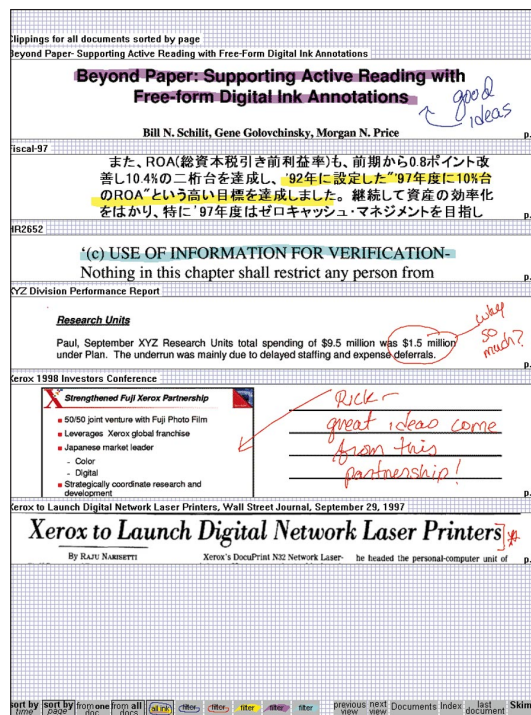 Clippings for all documents sorted by page
Beyond Paper- Supporting Active Reading with Free-Form Digital Ink Annotations
Beyond Paper: Supporting Active Reading with
Free-form Digital Ink Annotations
good
ideas
Bill N. Schilit, Gene Golovchinsky, Morgan N. Price
p.
Fiscal-97
また、ROA(総資本税引き前利益率)も、前期から0.8ポイント改
善し10.4%の二桁台を達成し、'92年に設定した"'97年度に10%台
のROA"という高い目標を達成しました。継続して資産の効率化
をはかり、特に'97年度はゼロキャッシュ・マネジメントを目指し
p.
HR2652
'(c) USE OF INFORMATION FOR VERIFICATION-
Nothing in this chapter shall restrict any person from
p.
XYZ Division Performance Report
Research Units
why
so
much?
Paul, September XYZ Research Units total spending of $9.5 million was $1.5 million
under Plan. The underrun was mainly due to delayed staffing and expense deferrals.
p.
Xerox 1998 Investors Conference
X Strengthened Fuji Xerox Partnership
50/50 joint venture with Fuji Photo Film
Leverages Xerox global franchise
Japanese market leader
- Color
- Digital
Strategically coordinate research and
development
Rick-
great ideas come
from this
partnership!
p.
Xerox to Launch Digital Network Laser Printers, Wall Street Journal, September 29, 1997
Xerox to Launch Digital Network Laser Printers
By RAJU NARISETTI
Xerox's DocuPrint N32 Network Laser-
he headed the personal-computer unit of
p.
sort by time
sort by page
from one doc
from all docs
all ink
filter
filter
filter
filter
filter
previous view
next view
Documents
Index
last document